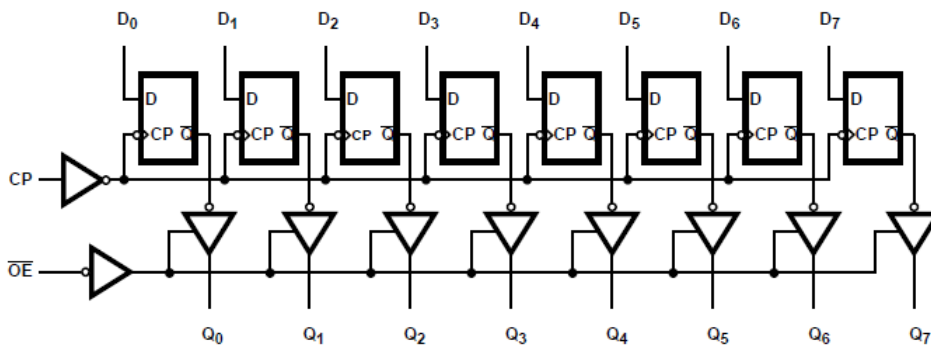 D0 D1 D2 D3 D4 D5 D6 D7
D D D D D D D D
CP Q̅ CP Q̅ CP Q̅ CP Q̅ CP Q̅ CP Q̅ CP Q̅ CP Q̅
CP
O̅E̅
Q0 Q1 Q2 Q3 Q4 Q5 Q6 Q7